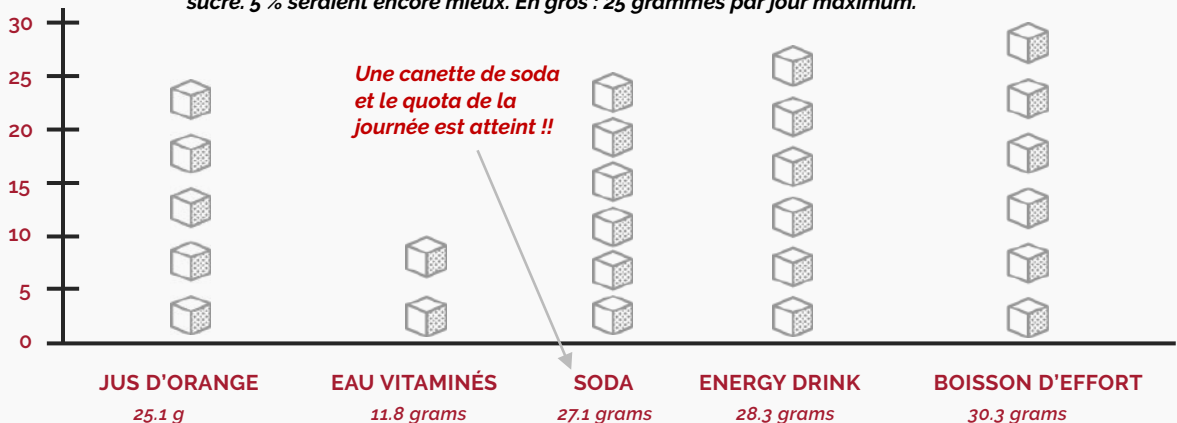 sucre. 5 % seraient encore mieux. En gros : 25 grammes par jour maximum.
30
25
20
15
10
5
0
Une canette de soda
et le quota de la
journée est atteint !!
JUS D'ORANGE
25.1 g
EAU VITAMINÉS
11.8 grams
SODA
27.1 grams
ENERGY DRINK
28.3 grams
BOISSON D'EFFORT
30.3 grams